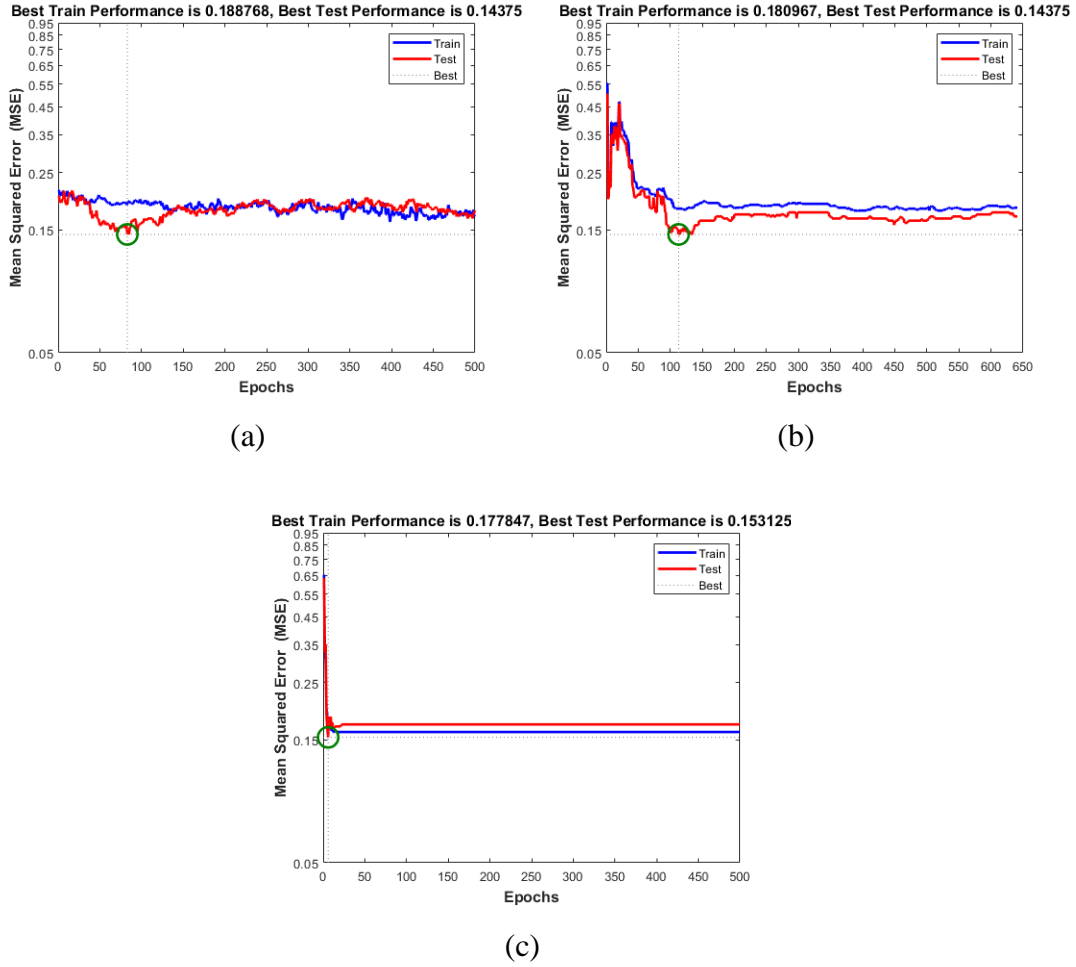 Best Train Performance is 0.188768, Best Test Performance is 0.14375
0.95
0.85
0.75
0.65
0.55
0.45
0.35
0.25
0.15
0.05
Mean Squared Error (MSE)
Train
Test
Best
0 50 100 150 200 250 300 350 400 450 500
Epochs
(a)
Best Train Performance is 0.180967, Best Test Performance is 0.14375
0.95
0.85
0.75
0.65
0.55
0.45
0.35
0.25
0.15
0.05
Mean Squared Error (MSE)
Train
Test
Best
0 50 100 150 200 250 300 350 400 450 500 550 600 650
Epochs
(b)
Best Train Performance is 0.177847, Best Test Performance is 0.153125
0.95
0.85
0.75
0.65
0.55
0.45
0.35
0.25
0.15
0.05
Mean Squared Error (MSE)
Train
Test
Best
0 50 100 150 200 250 300 350 400 450 500
Epochs
(c)